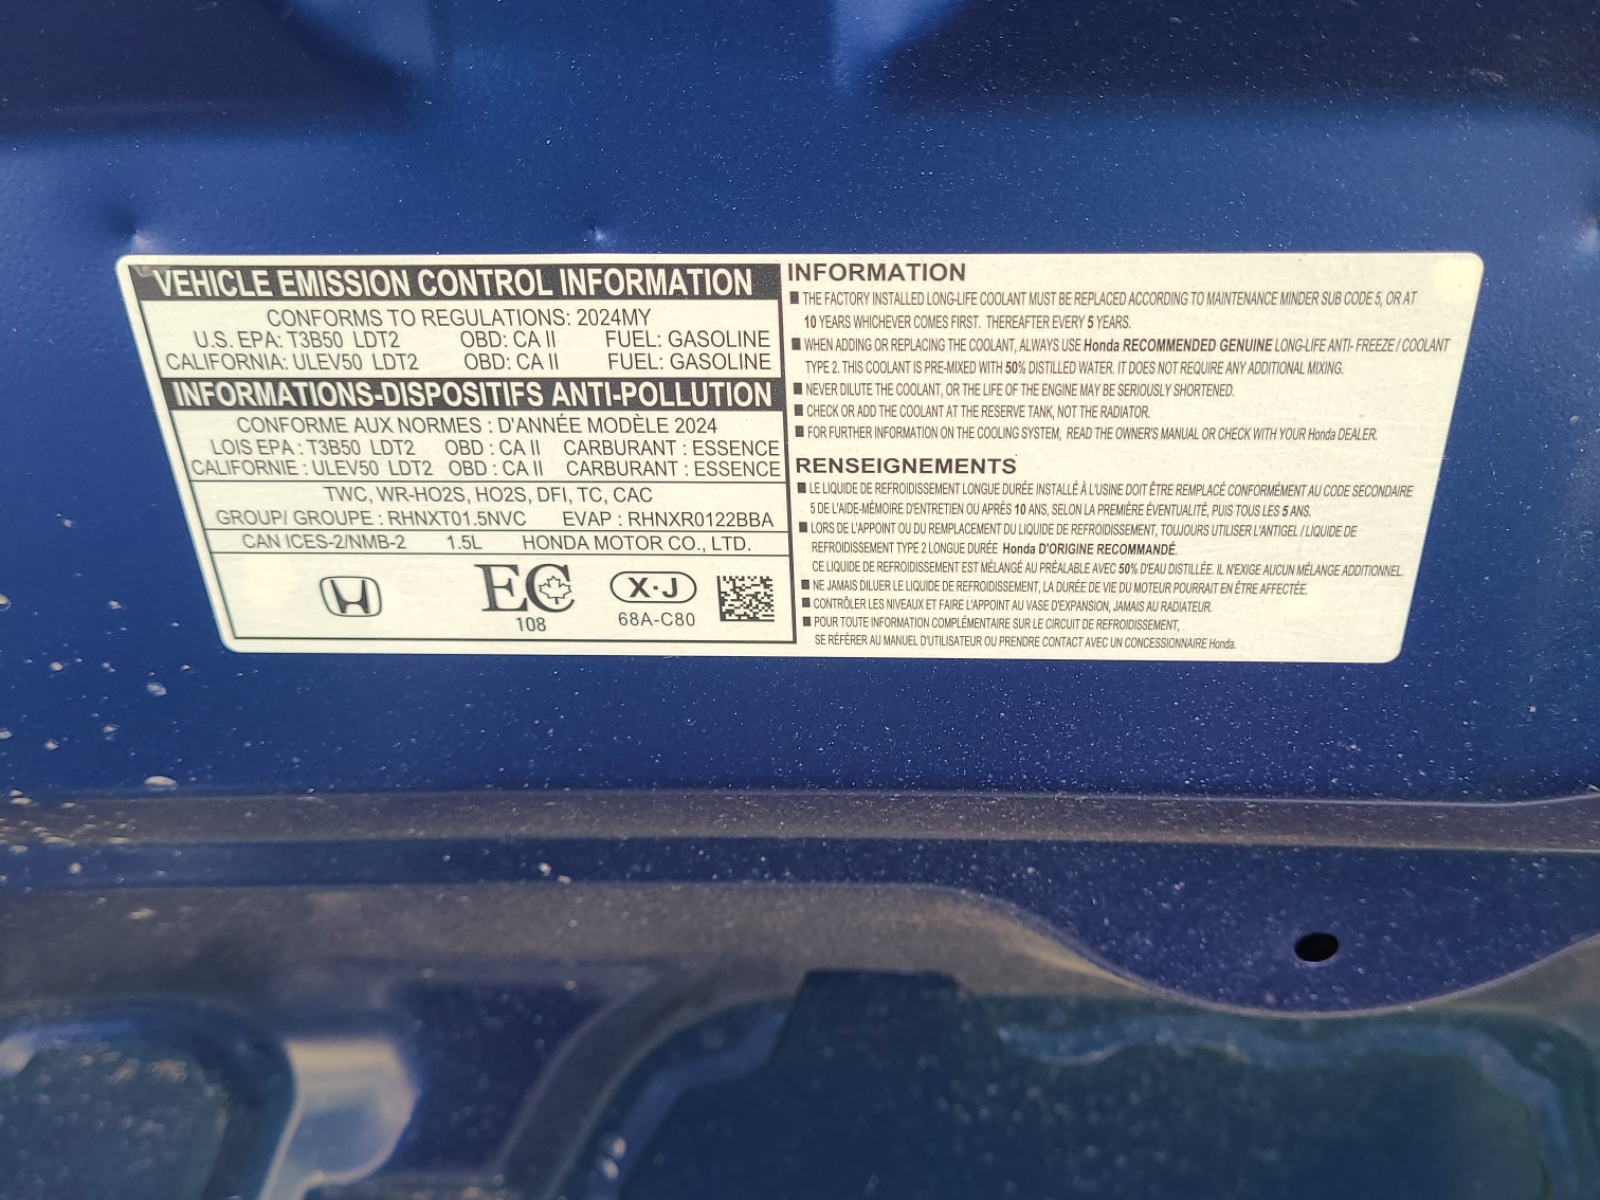 VEHICLE EMISSION CONTROL INFORMATION
CONFORMS TO REGULATIONS: 2024MY
U.S. EPA: T3B50 LDT2 OBD: CA II FUEL: GASOLINE
CALIFORNIA: ULEV50 LDT2 OBD: CA II FUEL: GASOLINE
INFORMATIONS-DISPOSITIFS ANTI-POLLUTION
CONFORME AUX NORMES : D'ANNÉE MODÈLE 2024
LOIS EPA : T3B50 LDT2 OBD : CA II CARBURANT : ESSENCE
CALIFORNIE : ULEV50 LDT2 OBD : CA II CARBURANT : ESSENCE
TWC, WR-HO2S, HO2S, DFI, TC, CAC
GROUP/ GROUPE : RHNXT01.5NVC EVAP : RHNXR0122BBA
CAN ICES-2/NMB-2 1.5L HONDA MOTOR CO., LTD.
EC
108
X·J
68A-C80
INFORMATION
■ THE FACTORY INSTALLED LONG-LIFE COOLANT MUST BE REPLACED ACCORDING TO MAINTENANCE MINDER SUB CODE 5, OR AT
10 YEARS WHICHEVER COMES FIRST. THEREAFTER EVERY 5 YEARS.
■ WHEN ADDING OR REPLACING THE COOLANT, ALWAYS USE Honda RECOMMENDED GENUINE LONG-LIFE ANTI- FREEZE / COOLANT
TYPE 2. THIS COOLANT IS PRE-MIXED WITH 50% DISTILLED WATER. IT DOES NOT REQUIRE ANY ADDITIONAL MIXING.
■ NEVER DILUTE THE COOLANT, OR THE LIFE OF THE ENGINE MAY BE SERIOUSLY SHORTENED.
■ CHECK OR ADD THE COOLANT AT THE RESERVE TANK, NOT THE RADIATOR.
■ FOR FURTHER INFORMATION ON THE COOLING SYSTEM, READ THE OWNER'S MANUAL OR CHECK WITH YOUR Honda DEALER.
RENSEIGNEMENTS
■ LE LIQUIDE DE REFROIDISSEMENT LONGUE DURÉE INSTALLÉ À L'USINE DOIT ÊTRE REMPLACÉ CONFORMÉMENT AU CODE SECONDAIRE
5 DE L'AIDE-MÉMOIRE D'ENTRETIEN OU APRÈS 10 ANS, SELON LA PREMIÈRE ÉVENTUALITÉ, PUIS TOUS LES 5 ANS.
■ LORS DE L'APPOINT OU DU REMPLACEMENT DU LIQUIDE DE REFROIDISSEMENT, TOUJOURS UTILISER L'ANTIGEL / LIQUIDE DE
REFROIDISSEMENT TYPE 2 LONGUE DURÉE Honda D'ORIGINE RECOMMANDÉ.
CE LIQUIDE DE REFROIDISSEMENT EST MÉLANGÉ AU PRÉALABLE AVEC 50% D'EAU DISTILLÉE. IL N'EXIGE AUCUN MÉLANGE ADDITIONNEL.
■ NE JAMAIS DILUER LE LIQUIDE DE REFROIDISSEMENT, LA DURÉE DE VIE DU MOTEUR POURRAIT EN ÊTRE AFFECTÉE.
■ CONTRÔLER LES NIVEAUX ET FAIRE L'APPOINT AU VASE D'EXPANSION, JAMAIS AU RADIATEUR.
■ POUR TOUTE INFORMATION COMPLÉMENTAIRE SUR LE CIRCUIT DE REFROIDISSEMENT,
SE RÉFÉRER AU MANUEL D'UTILISATEUR OU PRENDRE CONTACT AVEC UN CONCESSIONNAIRE Honda.